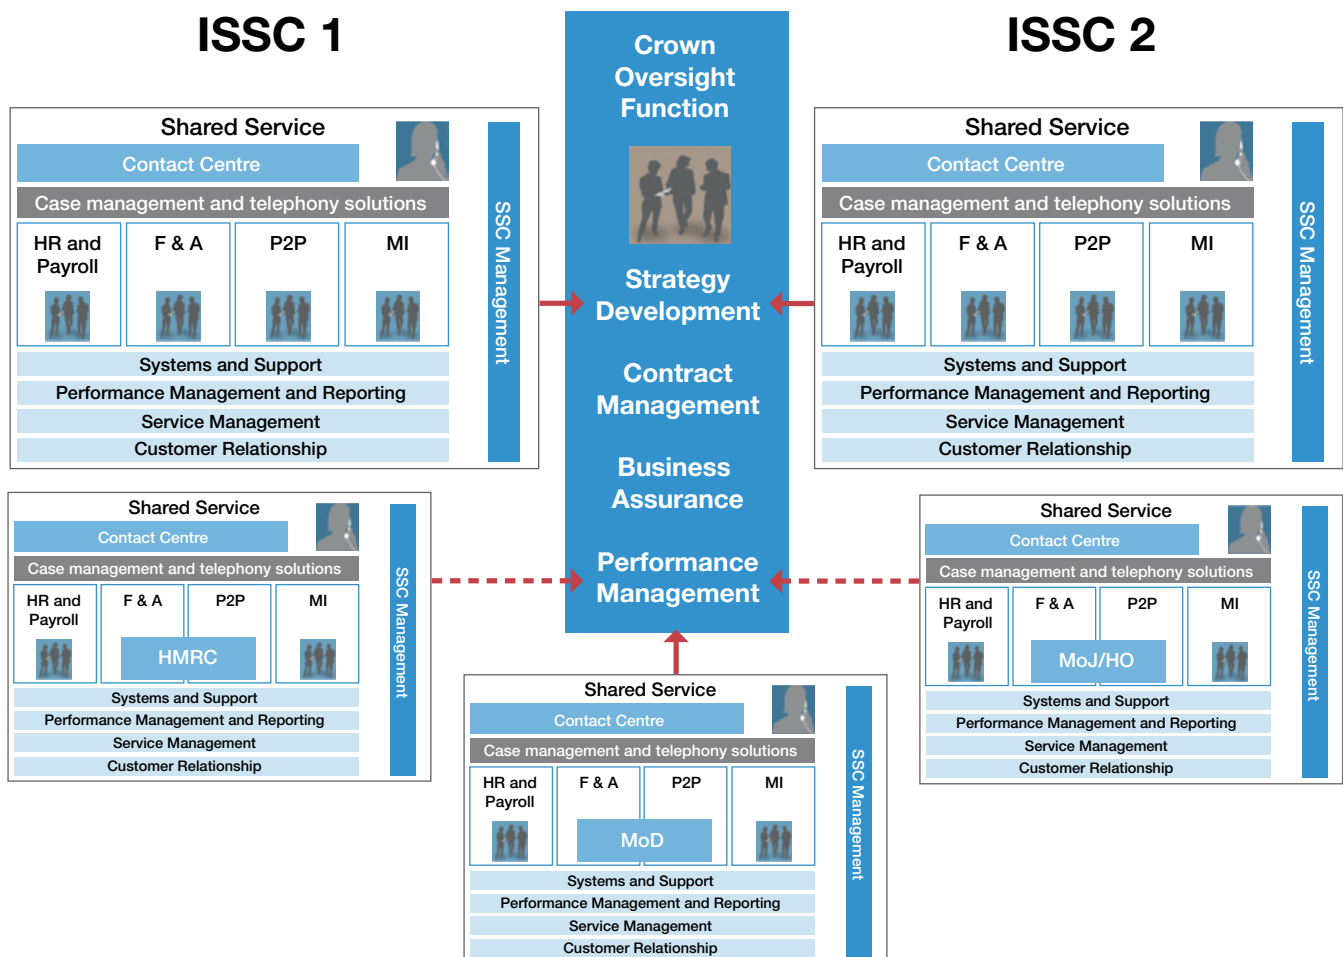 ISSC 1
Shared Service
Contact Centre
Case management and telephony solutions
HR and
Payroll
F & A
P2P
MI
Systems and Support
Performance Management and Reporting
Service Management
Customer Relationship
SSC Management
Crown
Oversight
Function
Strategy
Development
Contract
Management
Business
Assurance
Performance
Management
ISSC 2
Shared Service
Contact Centre
Case management and telephony solutions
HR and
Payroll
F & A
P2P
MI
Systems and Support
Performance Management and Reporting
Service Management
Customer Relationship
SSC Management
Shared Service
Contact Centre
Case management and telephony solutions
HR and
Payroll
F & A
P2P
MI
HMRC
Systems and Support
Performance Management and Reporting
Service Management
Customer Relationship
SSC Management
Shared Service
Contact Centre
Case management and telephony solutions
HR and
Payroll
F & A
P2P
MI
MoD
Systems and Support
Performance Management and Reporting
Service Management
Customer Relationship
SSC Management
Shared Service
Contact Centre
Case management and telephony solutions
HR and
Payroll
F & A
P2P
MI
MoJ/HO
Systems and Support
Performance Management and Reporting
Service Management
Customer Relationship
SSC Management